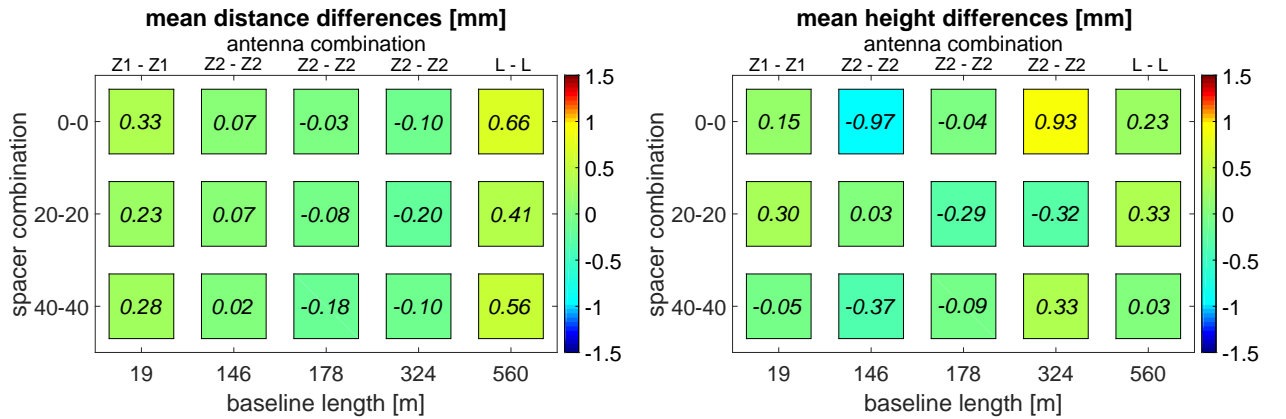 mean distance differences [mm]
antenna combination
Z1 - Z1 Z2 - Z2 Z2 - Z2 Z2 - Z2 L - L
spacer combination
0-0 0.33 0.07 -0.03 -0.10 0.66
20-20 0.23 0.07 -0.08 -0.20 0.41
40-40 0.28 0.02 -0.18 -0.10 0.56
19 146 178 324 560
baseline length [m]
1.5
1
0.5
0
-0.5
-1
-1.5
mean height differences [mm]
antenna combination
Z1 - Z1 Z2 - Z2 Z2 - Z2 Z2 - Z2 L - L
spacer combination
0-0 0.15 -0.97 -0.04 0.93 0.23
20-20 0.30 0.03 -0.29 -0.32 0.33
40-40 -0.05 -0.37 -0.09 0.33 0.03
19 146 178 324 560
baseline length [m]
1.5
1
0.5
0
-0.5
-1
-1.5